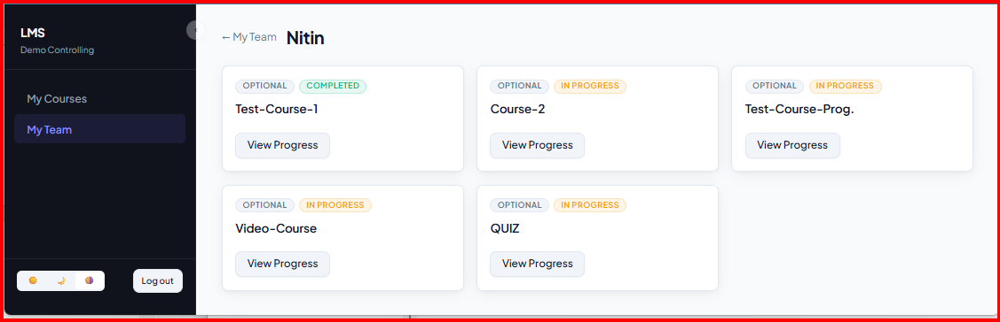 LMS
Demo Controlling
My Courses
My Team
Log out
← My Team Nitin
OPTIONAL COMPLETED
Test-Course-1
View Progress
OPTIONAL IN PROGRESS
Course-2
View Progress
OPTIONAL IN PROGRESS
Test-Course-Prog.
View Progress
OPTIONAL IN PROGRESS
Video-Course
View Progress
OPTIONAL IN PROGRESS
QUIZ
View Progress